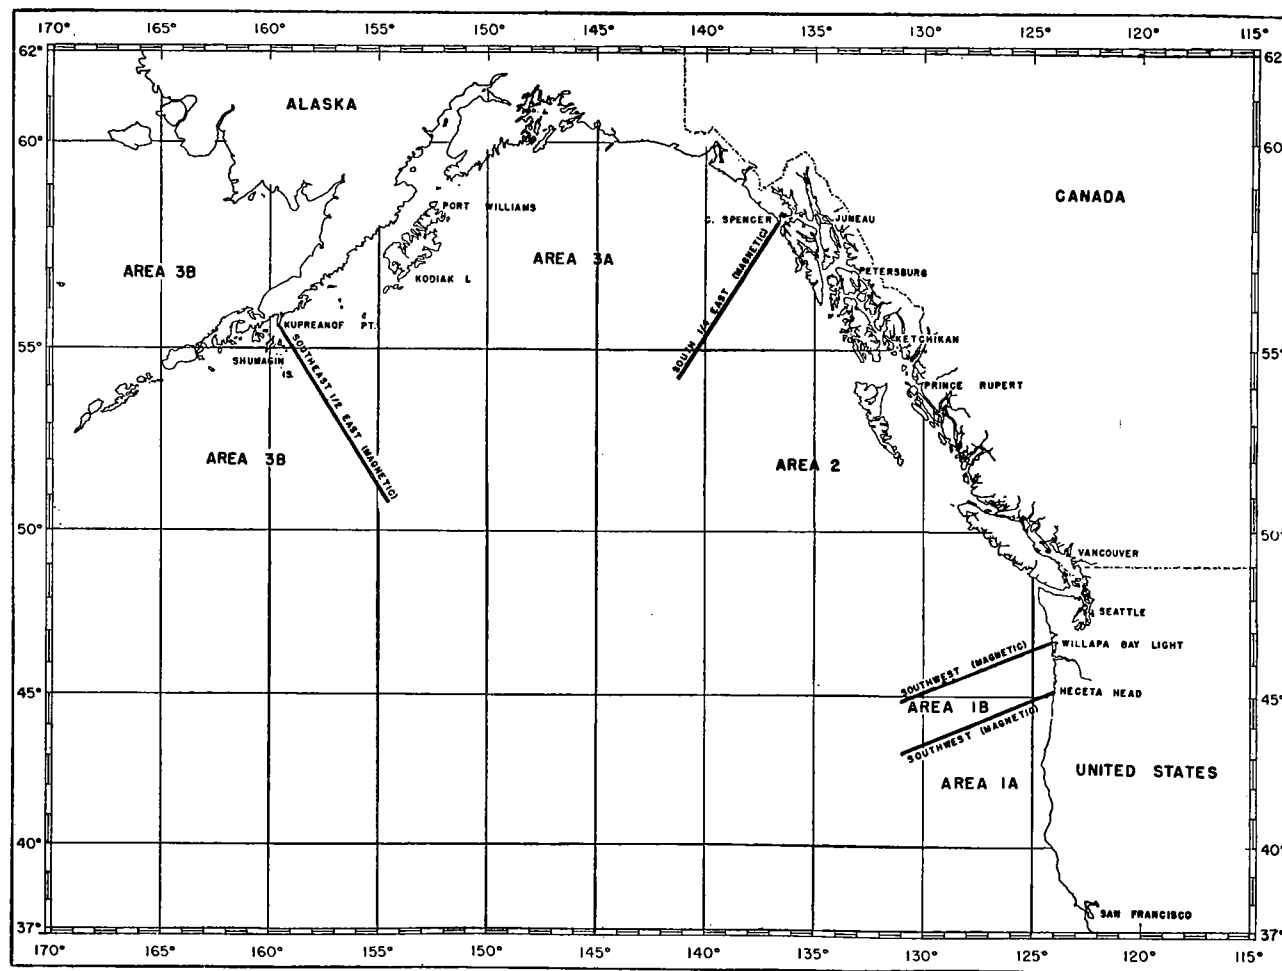 170° 165° 160° 155° 150° 145° 140° 135° 130° 125° 120° 115°
62° 62
ALASKA
60° 60
CANADA
PORT WILLIAMS
C. SPENCER JUNEAU
AREA 3B AREA 3A
SOUTH 1/4 EAST (MAGNETIC)
PETERSBURG
KODIAK I.
KUPREANOF PT.
KETCHIKAN
55° 55°
SHUMAGIN
IS.
SOUTHEAST 1/2 EAST (MAGNETIC)
PRINCE RUPERT
AREA 3B AREA 2
50° 50°
VANCOUVER
SEATTLE
WILLAPA BAY LIGHT
SOUTHWEST (MAGNETIC)
HECETA HEAD
45° 45°
AREA 1B
SOUTHWEST (MAGNETIC)
UNITED STATES
AREA 1A
40° 40°
SAN FRANCISCO
37° 37°
170° 165° 160° 155° 150° 145° 140° 135° 130° 125° 120° 115°